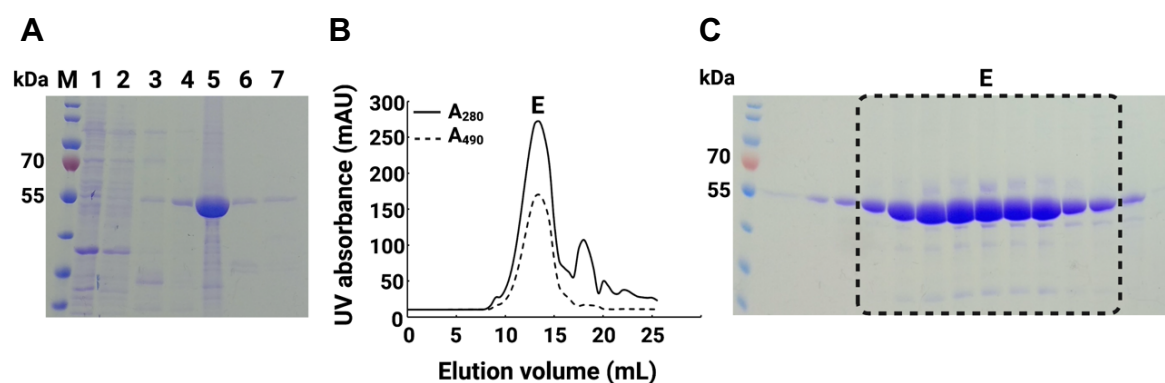 A
kDa M 1 2 3 4 5 6 7
70
55
B
UV absorbance (mAU)
300
250
200
150
100
50
0
E
A₂₈₀
A₄₉₀
0 5 10 15 20 25
Elution volume (mL)
C
kDa E
70
55